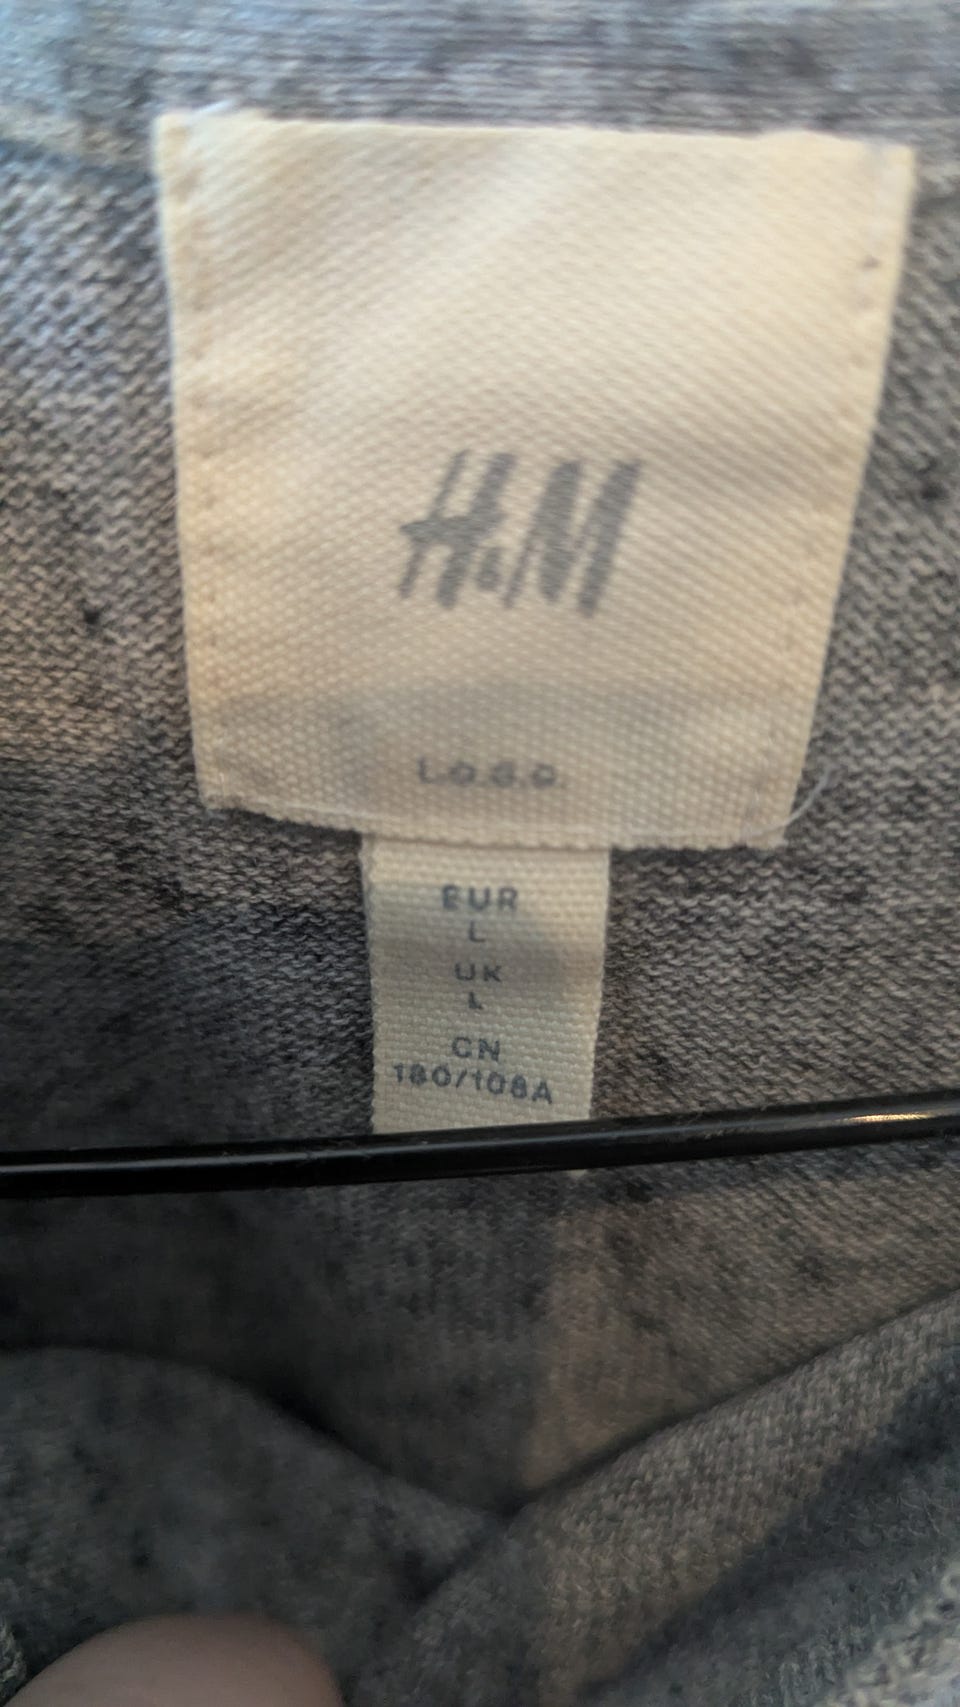 H&M
L.O.G.G.
EUR
L
UK
L
CN
180/108A